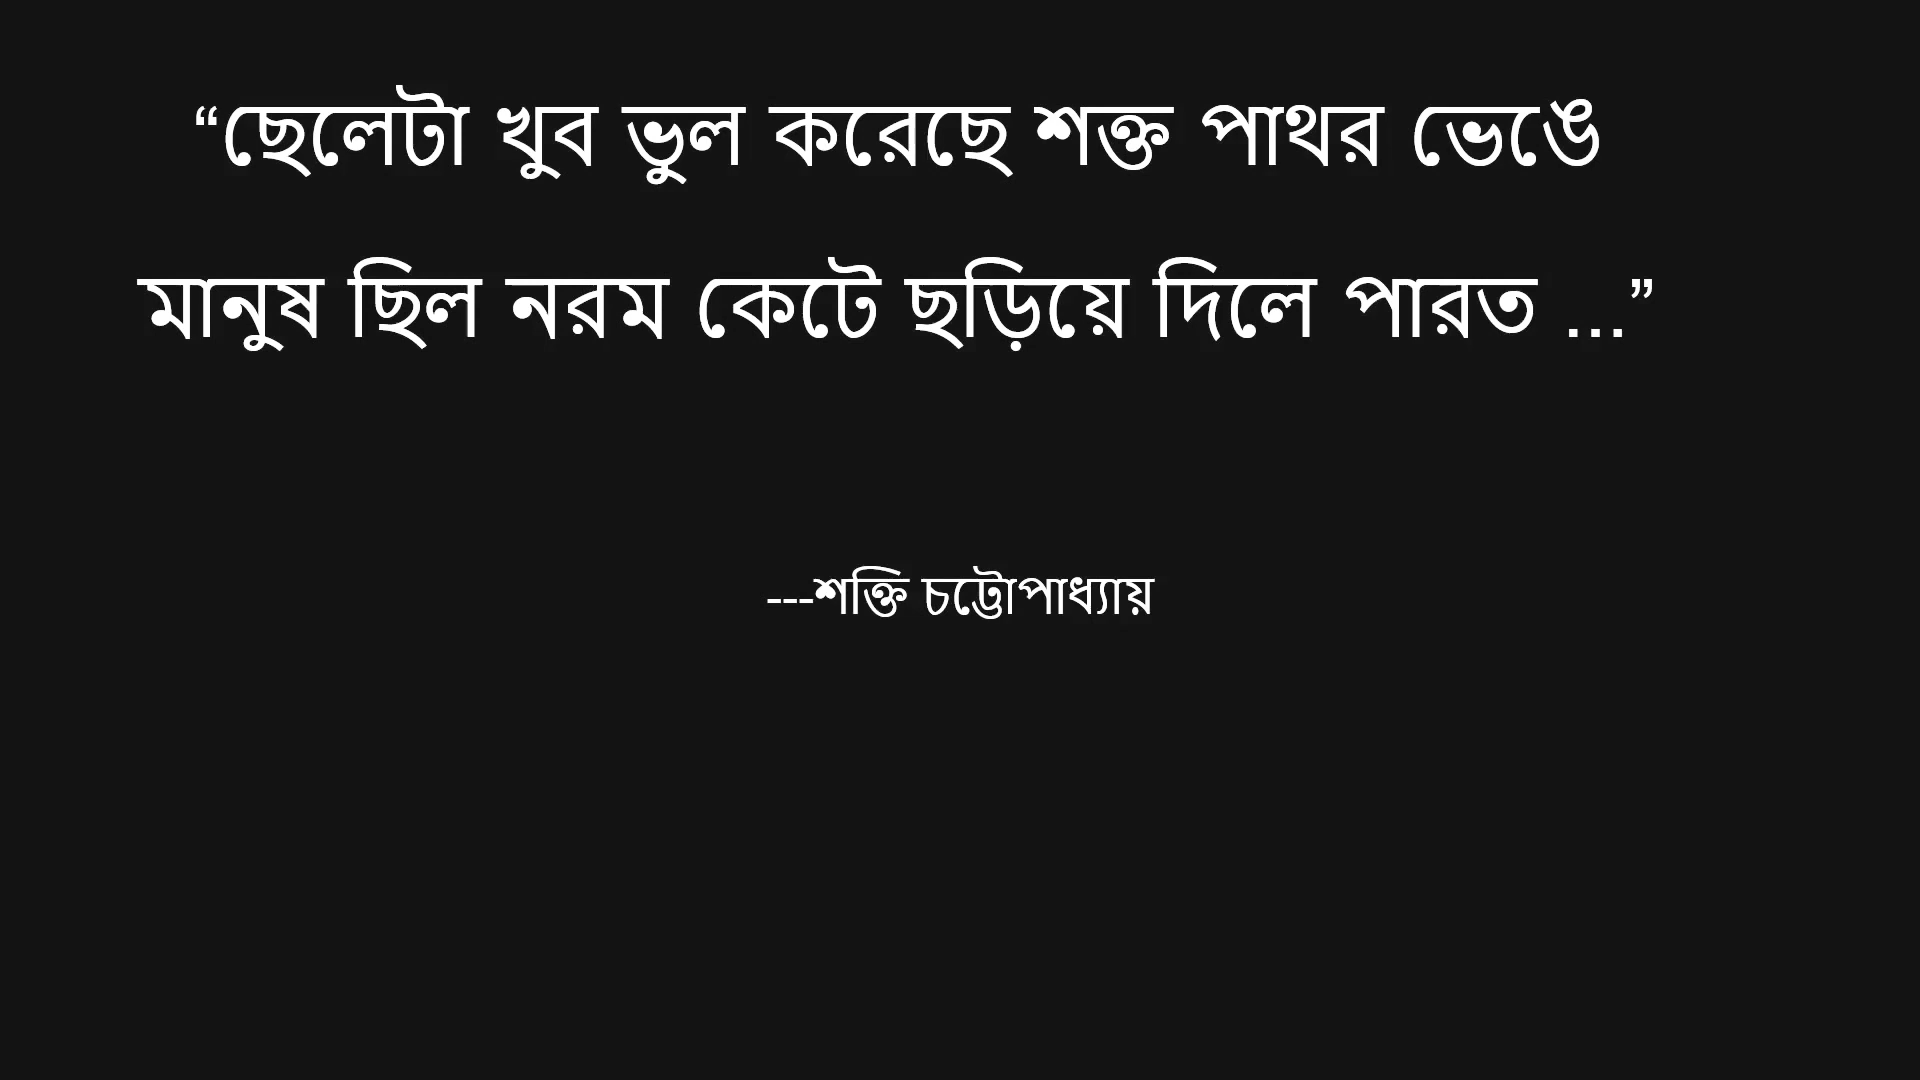 “ছেলেটা খুব ভুল করেছে শক্ত পাথর ভেঙে
মানুষ ছিল নরম কেটে ছড়িয়ে দিলে পারত ...”
---শক্তি চট্টোপাধ্যায়